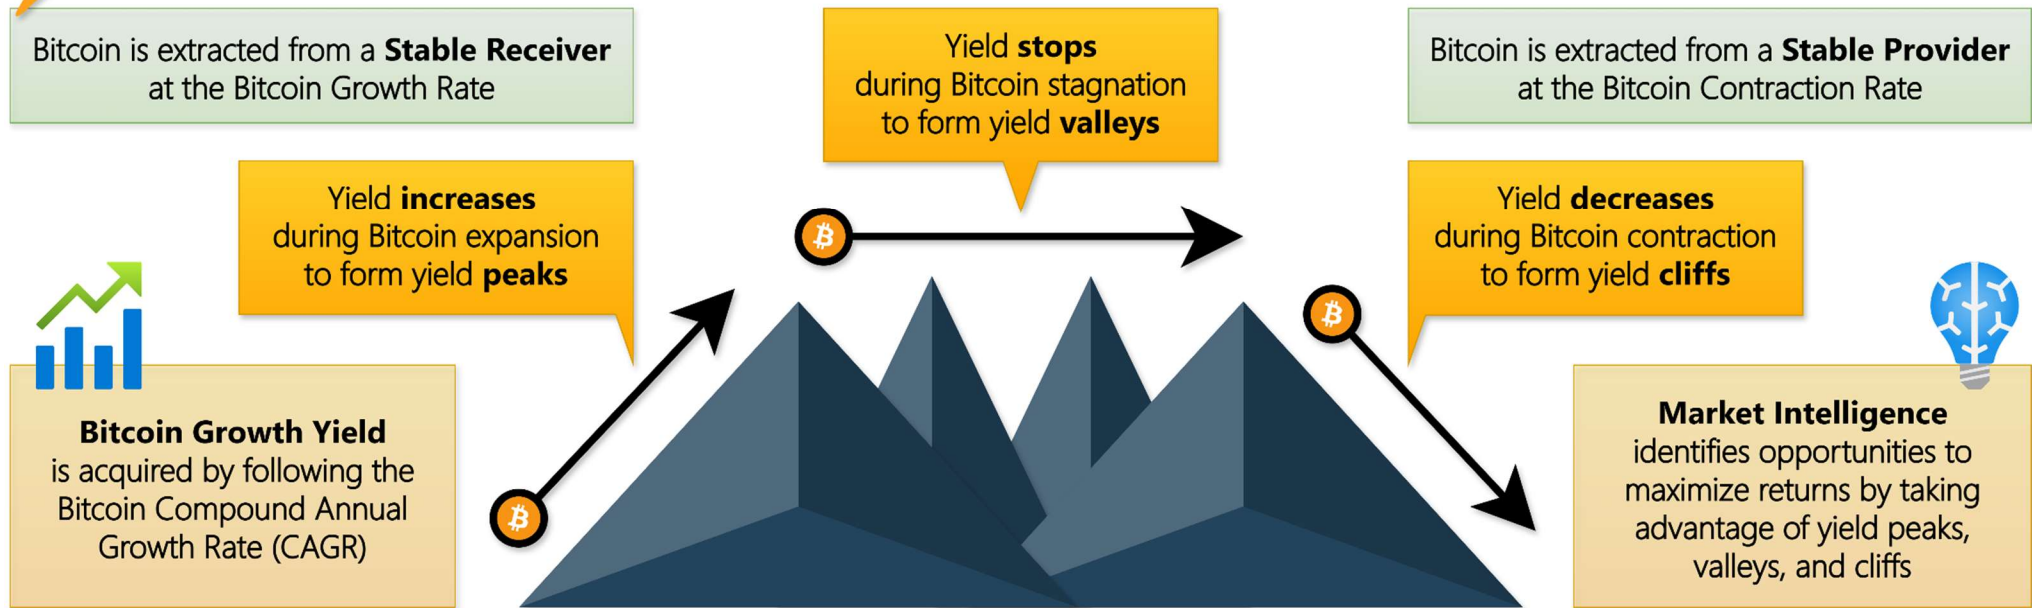 Bitcoin is extracted from a Stable Receiver
at the Bitcoin Growth Rate
Yield stops
during Bitcoin stagnation
to form yield valleys
Bitcoin is extracted from a Stable Provider
at the Bitcoin Contraction Rate
Yield increases
during Bitcoin expansion
to form yield peaks
Yield decreases
during Bitcoin contraction
to form yield cliffs
Bitcoin Growth Yield
is acquired by following the
Bitcoin Compound Annual
Growth Rate (CAGR)
Market Intelligence
identifies opportunities to
maximize returns by taking
advantage of yield peaks,
valleys, and cliffs